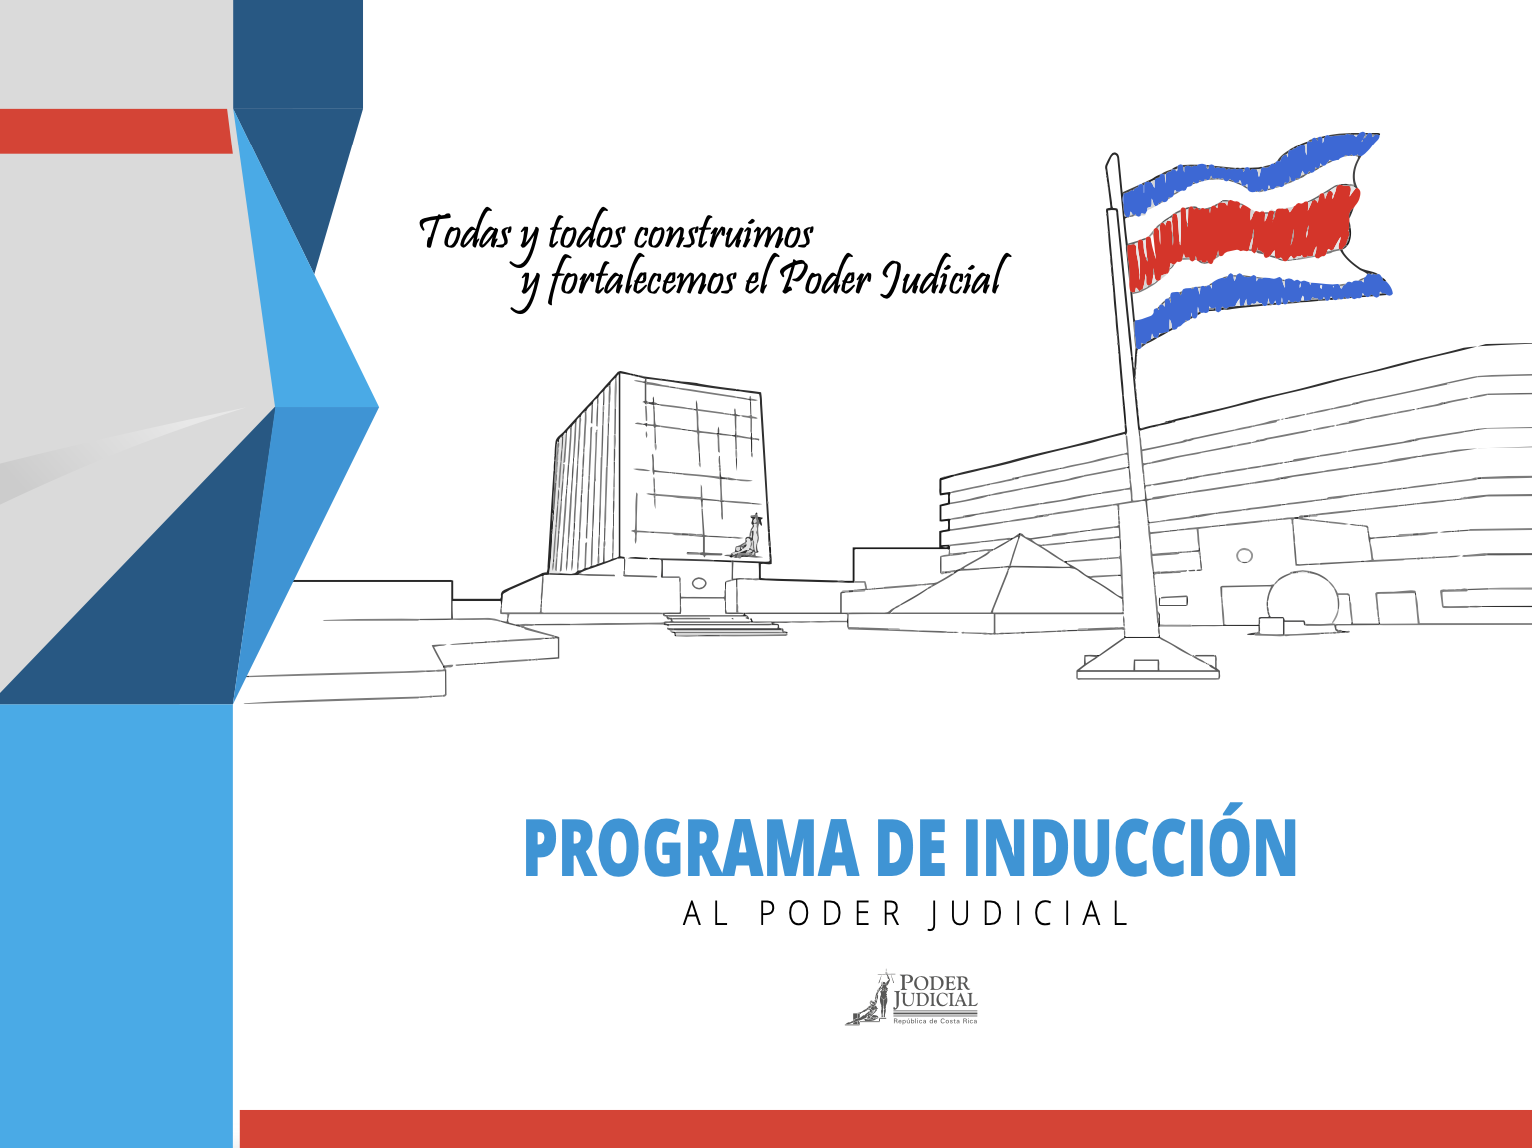 Todas y todos construimos
y fortalecemos el Poder Judicial
PROGRAMA DE INDUCCIÓN
AL PODER JUDICIAL
PODER
JUDICIAL
República de Costa Rica